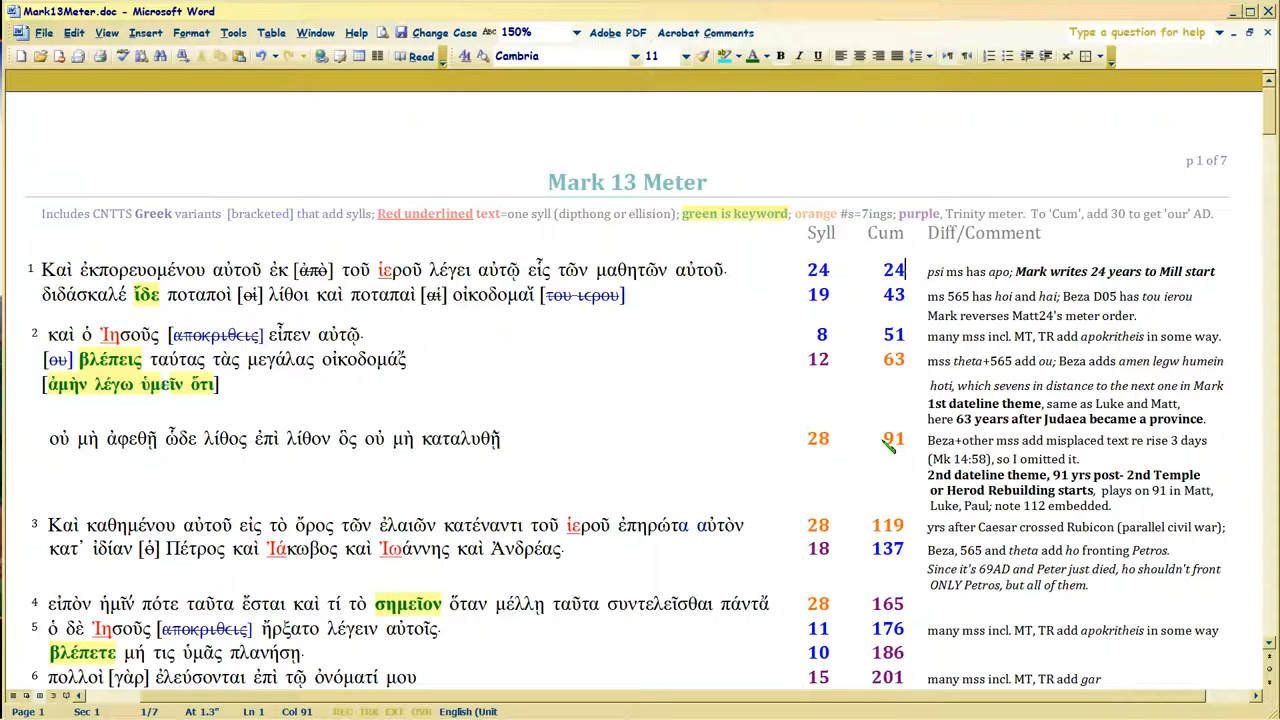 Mark13Meter.doc - Microsoft Word
File Edit View Insert Format Tools Table Window Help Change Case 150% Adobe PDF Acrobat Comments Type a question for help
Read Cambria 11 B I U
p 1 of 7
Mark 13 Meter
Includes CNTTS Greek variants [bracketed] that add sylls; Red underlined text=one syll (dipthong or ellision); green is keyword; orange #s=7ings; purple, Trinity meter. To 'Cum', add 30 to get 'our' AD.
Syll Cum Diff/Comment
1 Καὶ ἐκπορευομένου αὐτοῦ ἐκ [ἀπὸ] τοῦ ἱεροῦ λέγει αὐτῷ εἷς τῶν μαθητῶν αὐτοῦ· 24 24 psi ms has apo; Mark writes 24 years to Mill start
διδάσκαλέ ἴδε ποταποὶ [οἱ] λίθοι καὶ ποταπαὶ [αἱ] οἰκοδομαΐ [του ιερου] 19 43 ms 565 has hoi and hai; Beza D05 has tou ierou
Mark reverses Matt24's meter order.
2 καὶ ὁ Ἰησοῦς [αποκριθεις] εἶπεν αὐτῷ· 8 51 many mss incl. MT, TR add apokritheis in some way.
[ου] βλέπεις ταύτας τὰς μεγάλας οἰκοδομάξ 12 63 mss theta+565 add ou; Beza adds amen legw humein
[ἀμὴν λέγω ὑμεῖν ὅτι] hoti, which sevens in distance to the next one in Mark
1st dateline theme, same as Luke and Matt,
here 63 years after Judaea became a province.
οὐ μὴ ἀφεθῇ ὧδε λίθος ἐπὶ λίθον ὃς οὐ μὴ καταλυθῇ 28 91 Beza+other mss add misplaced text re rise 3 days
(Mk 14:58), so I omitted it.
2nd dateline theme, 91 yrs post- 2nd Temple
or Herod Rebuilding starts, plays on 91 in Matt,
Luke, Paul; note 112 embedded.
3 Καὶ καθημένου αὐτοῦ εἰς τὸ ὄρος τῶν ἐλαιῶν κατέναντι τοῦ ἱεροῦ ἐπηρώτα αὐτὸν 28 119 yrs after Caesar crossed Rubicon (parallel civil war);
κατ᾽ ἰδίαν [ὁ] Πέτρος καὶ Ἰάκωβος καὶ Ἰωάννης καὶ Ἀνδρέας· 18 137 Beza, 565 and theta add ho fronting Petros.
Since it's 69AD and Peter just died, ho shouldn't front
ONLY Petros, but all of them.
4 εἰπὸν ἡμῖν πότε ταῦτα ἔσται καὶ τί τὸ σημεῖον ὅταν μέλλῃ ταῦτα συντελεῖσθαι πάντα 28 165
5 ὁ δὲ Ἰησοῦς [αποκριθεις] ἤρξατο λέγειν αὐτοῖς· 11 176 many mss incl. MT, TR add apokritheis in some way
βλέπετε μή τις ὑμᾶς πλανήσῃ· 10 186
6 πολλοὶ [γὰρ] ἐλεύσονται ἐπὶ τῷ ὀνόματί μου 15 201 many mss incl. MT, TR add gar
Page 1 Sec 1 1/7 At 1.3" Ln 1 Col 91 REC TRK EXT OVR English (Unit